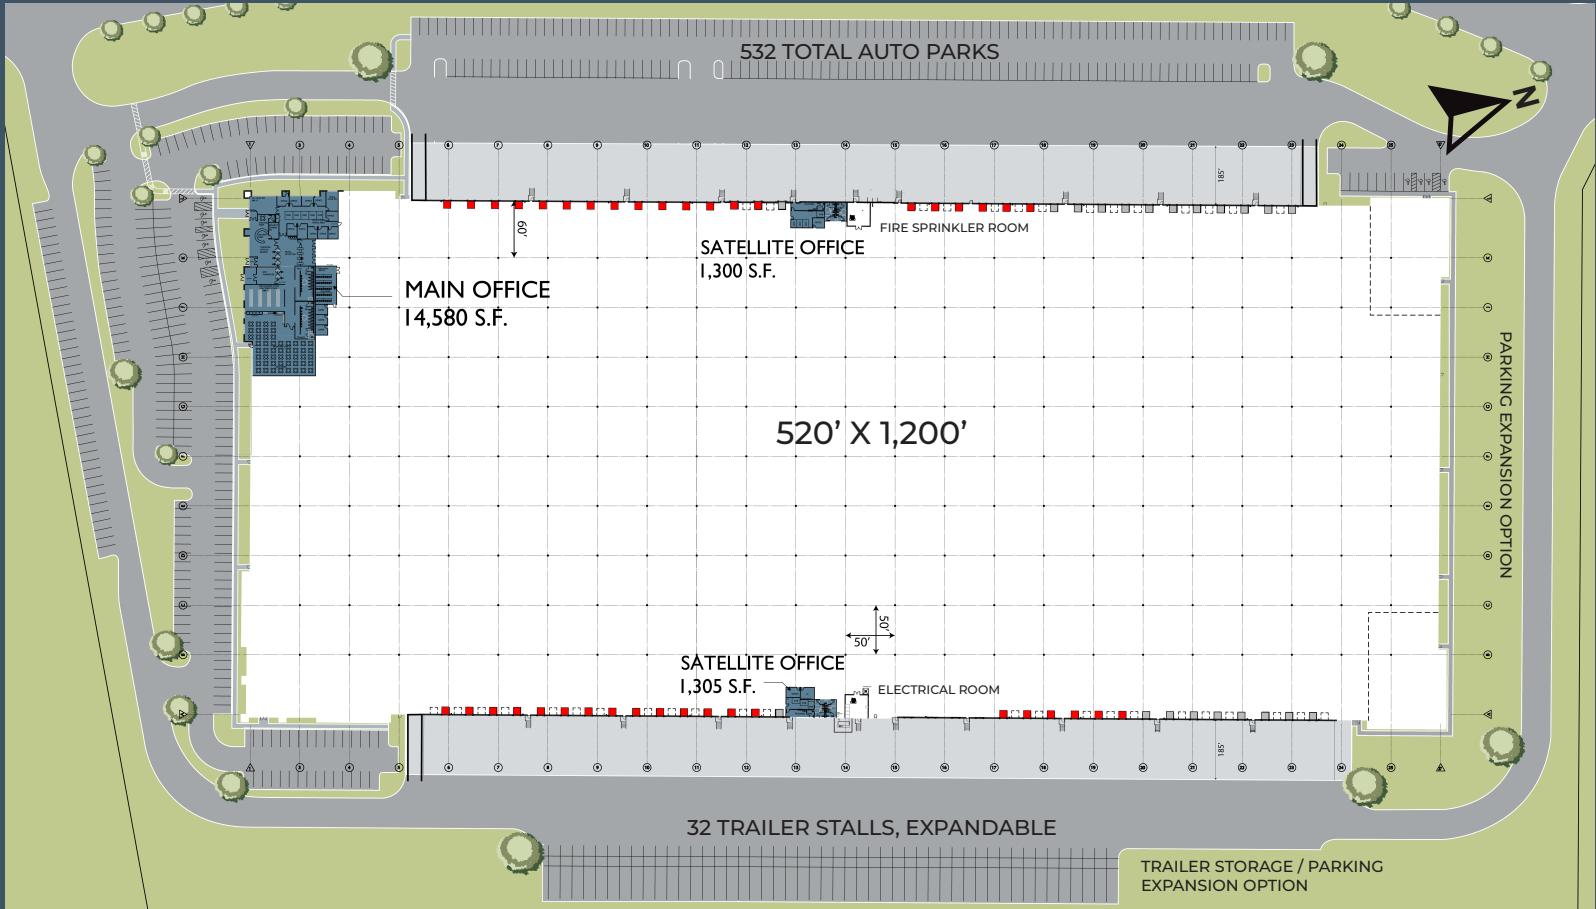 532 TOTAL AUTO PARKS
N
185'
60'
FIRE SPRINKLER ROOM
SATELLITE OFFICE
1,300 S.F.
MAIN OFFICE
14,580 S.F.
520' X 1,200'
PARKING EXPANSION OPTION
50'
50'
SATELLITE OFFICE
1,305 S.F.
ELECTRICAL ROOM
185'
32 TRAILER STALLS, EXPANDABLE
TRAILER STORAGE / PARKING
EXPANSION OPTION